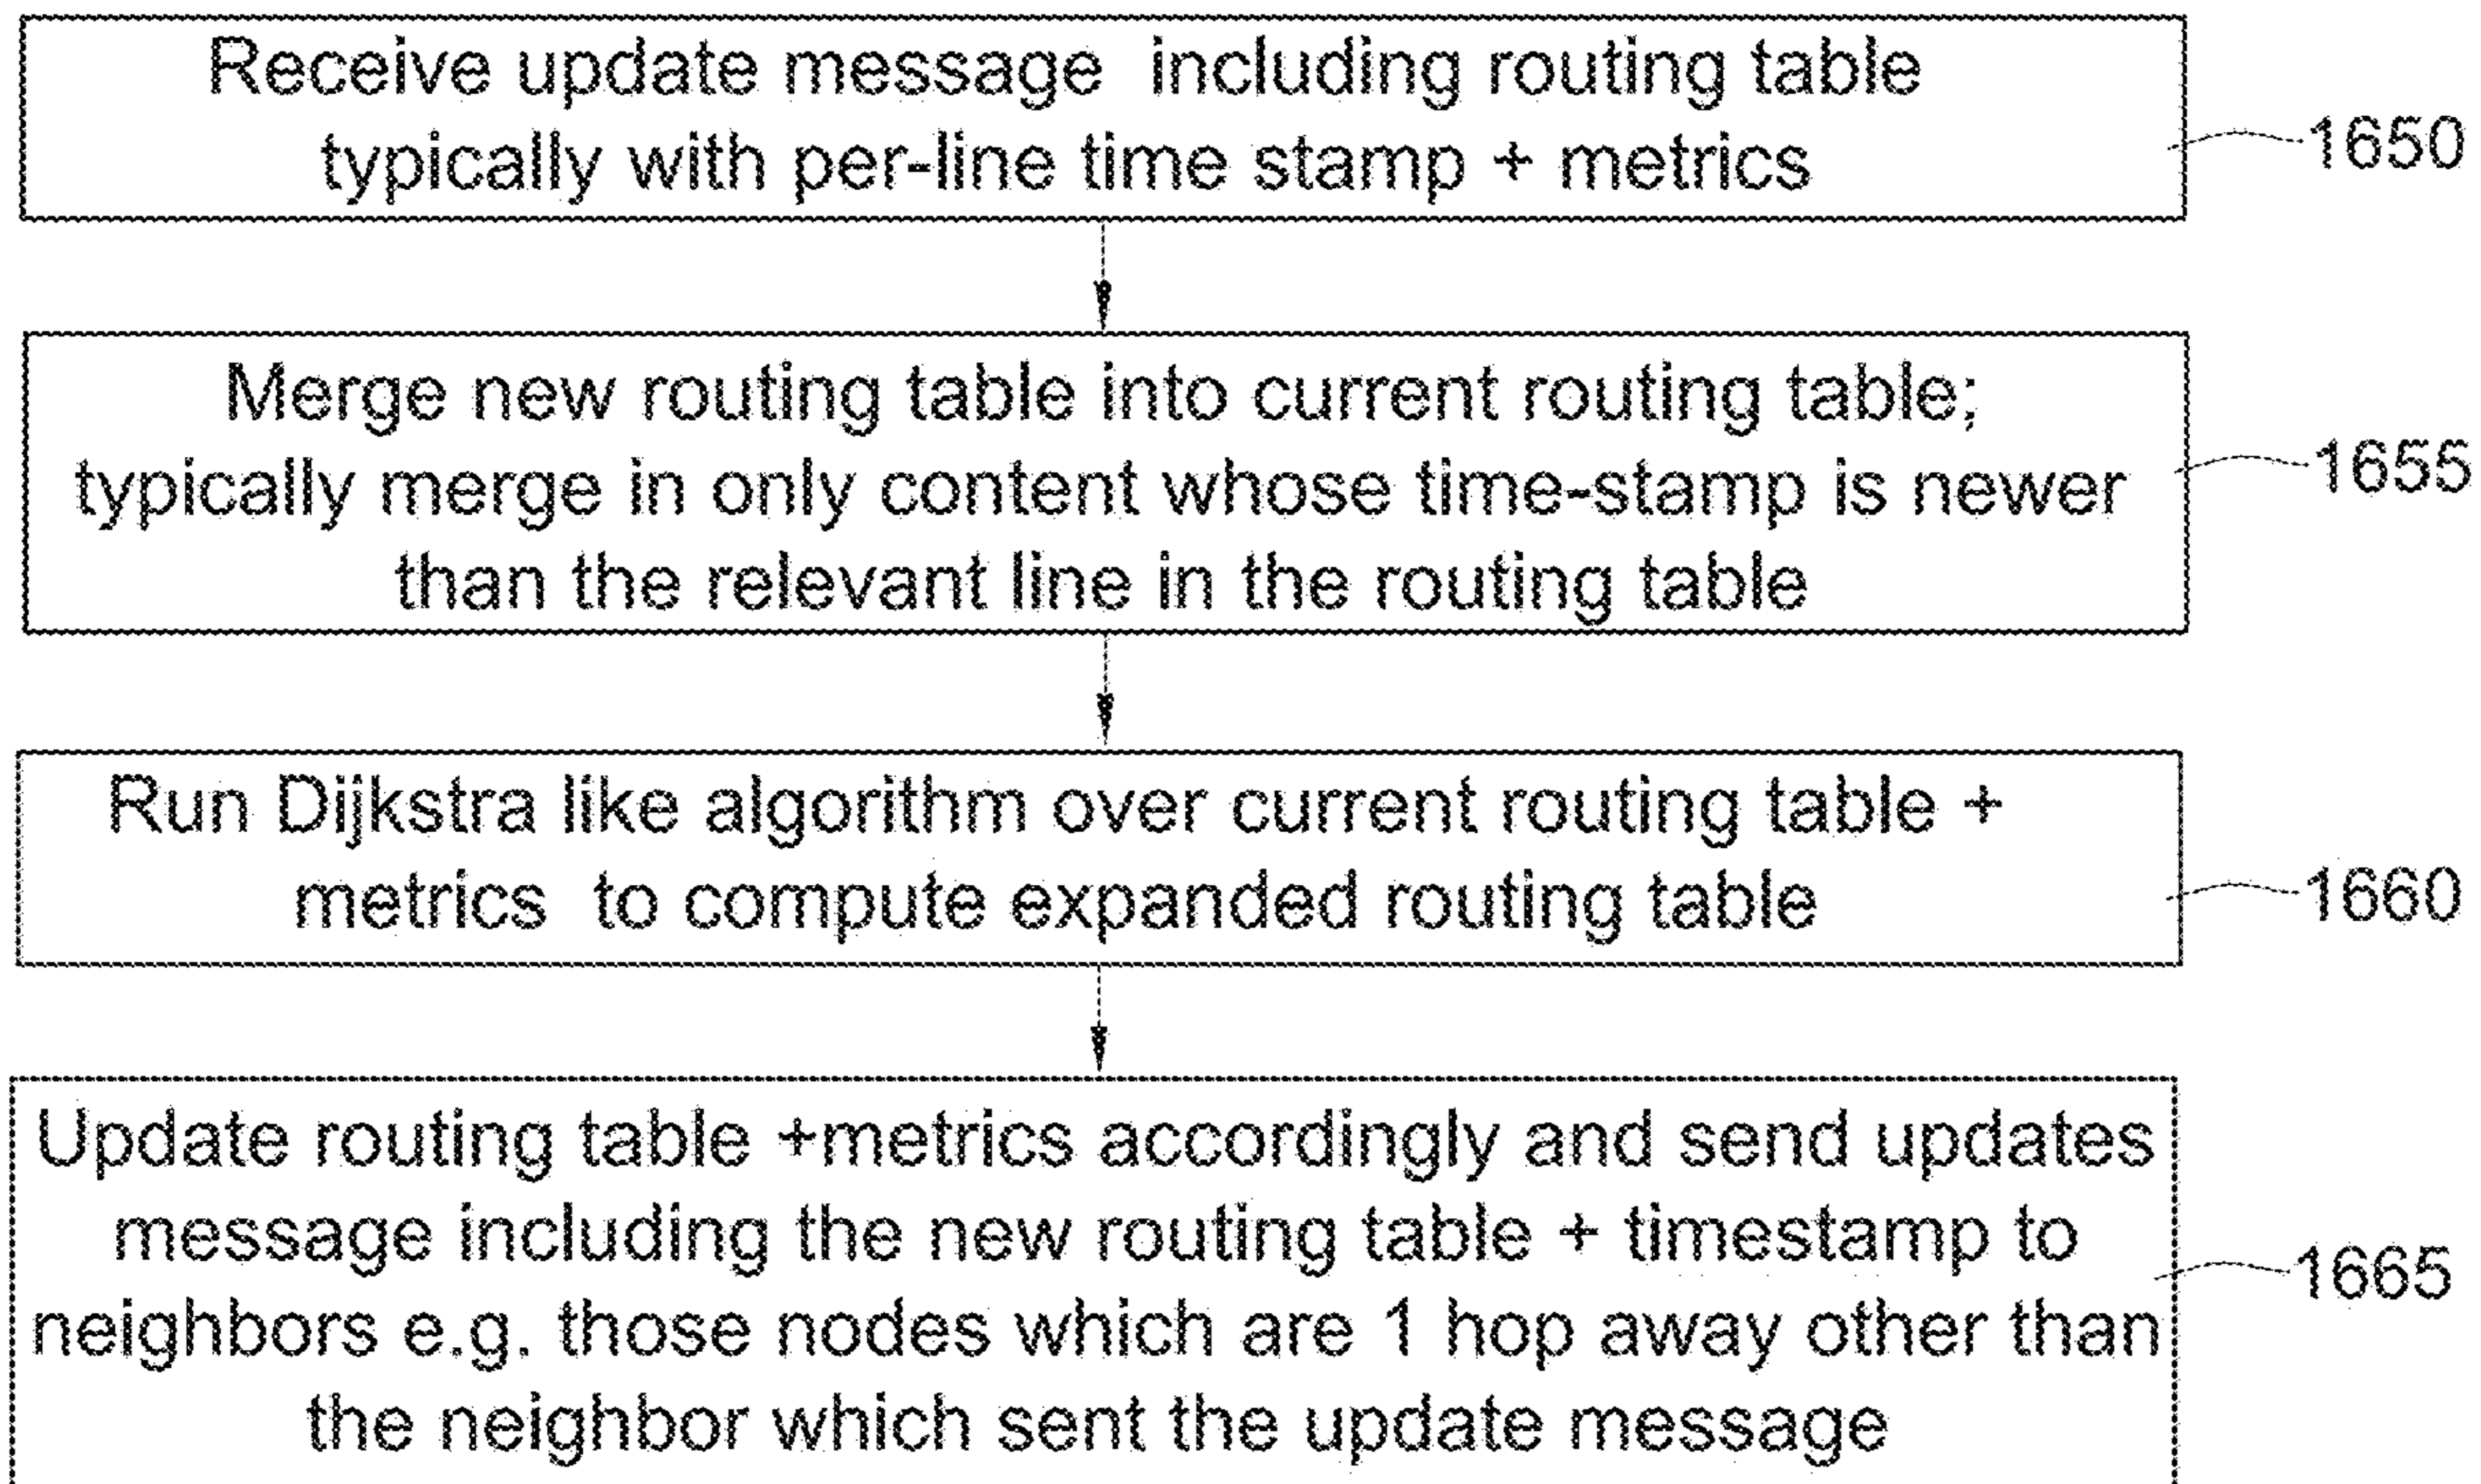 Receive update message including routing table
typically with per-line time stamp + metrics
1650
Merge new routing table into current routing table;
typically merge in only content whose time-stamp is newer
than the relevant line in the routing table
1655
Run Dijkstra like algorithm over current routing table +
metrics to compute expanded routing table
1660
Update routing table +metrics accordingly and send updates
message including the new routing table + timestamp to
neighbors e.g. those nodes which are 1 hop away other than
the neighbor which sent the update message
1665